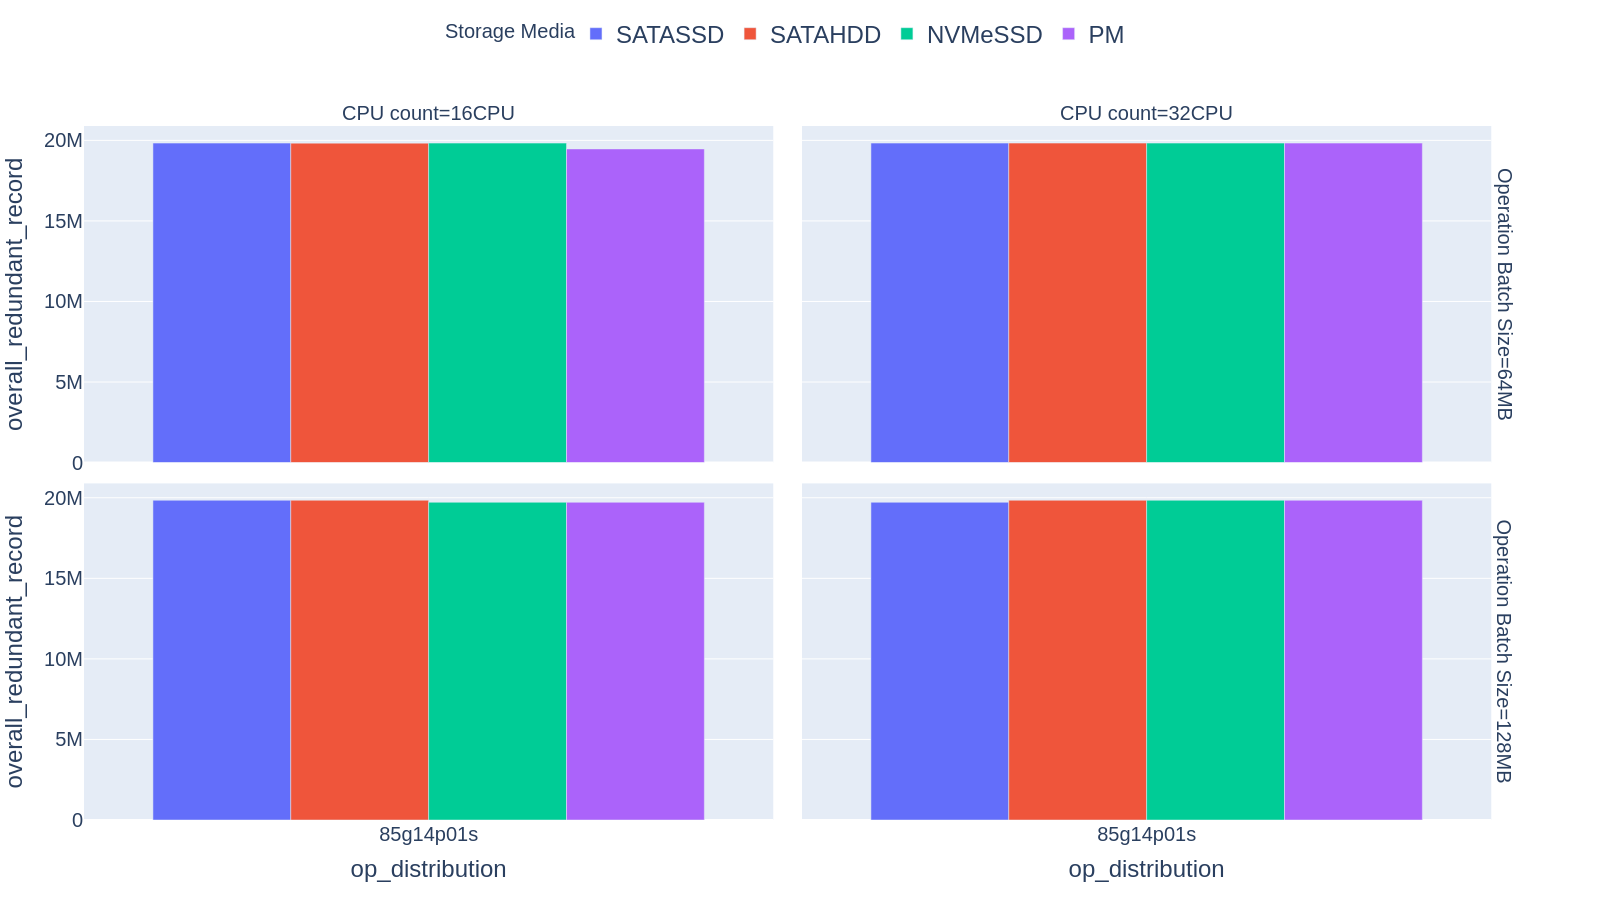 Storage Media SATASSD SATAHDD NVMeSSD PM
CPU count=16CPU
CPU count=32CPU
20M
15M
10M
5M
0
overall_redundant_record
Operation Batch Size=64MB
20M
15M
10M
5M
0
overall_redundant_record
Operation Batch Size=128MB
85g14p01s
85g14p01s
op_distribution
op_distribution